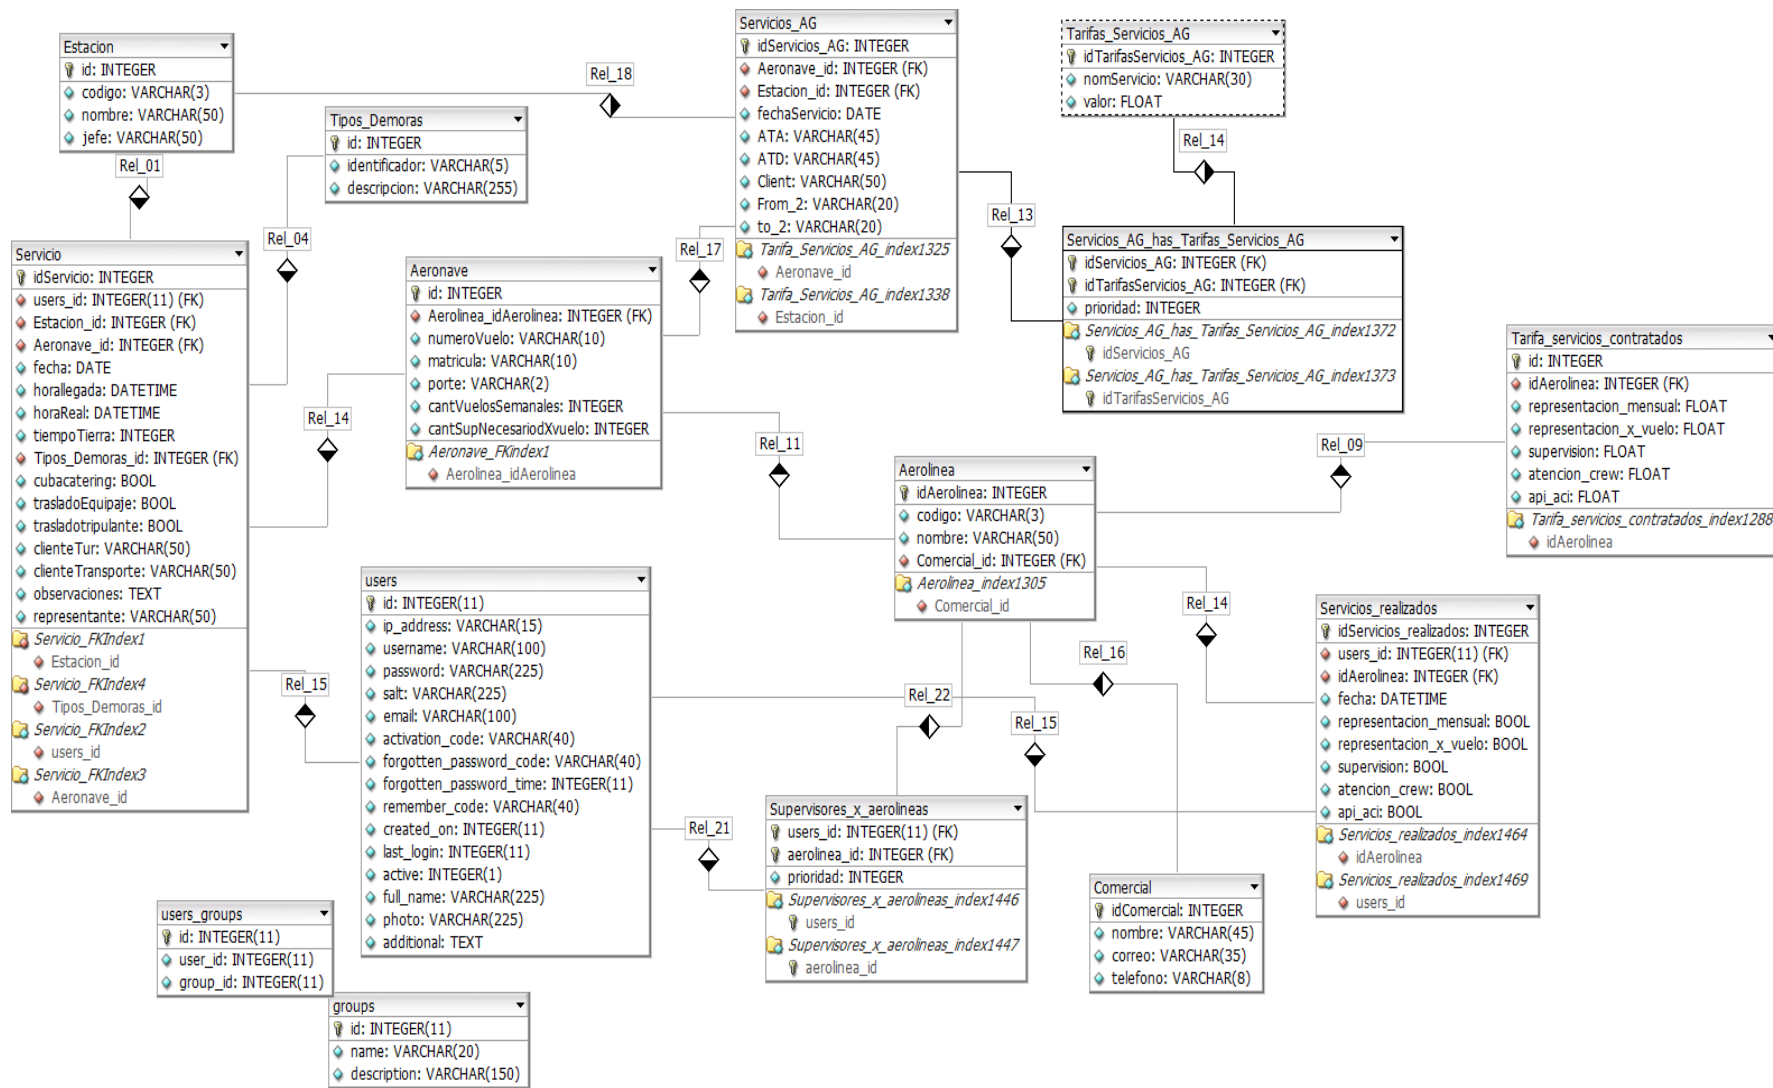 Estacion
id: INTEGER
codigo: VARCHAR(3)
nombre: VARCHAR(50)
jefe: VARCHAR(50)
Rel_01
Rel_18
Tipos_Demoras
id: INTEGER
identificador: VARCHAR(5)
descripcion: VARCHAR(255)
Rel_04
Servicios_AG
idServicios_AG: INTEGER
Aeronave_id: INTEGER (FK)
Estacion_id: INTEGER (FK)
fechaServicio: DATE
ATA: VARCHAR(45)
ATD: VARCHAR(45)
Client: VARCHAR(50)
From_2: VARCHAR(20)
to_2: VARCHAR(20)
Tarifa_Servicios_AG_index1325
Aeronave_id
Tarifa_Servicios_AG_index1338
Estacion_id
Rel_17
Rel_13
Tarifas_Servicios_AG
idTarifasServicios_AG: INTEGER
nomServicio: VARCHAR(30)
valor: FLOAT
Rel_14
Servicios_AG_has_Tarifas_Servicios_AG
idServicios_AG: INTEGER (FK)
idTarifasServicios_AG: INTEGER (FK)
prioridad: INTEGER
Servicios_AG_has_Tarifas_Servicios_AG_index1372
idServicios_AG
Servicios_AG_has_Tarifas_Servicios_AG_index1373
idTarifasServicios_AG
Servicio
idServicio: INTEGER
users_id: INTEGER(11) (FK)
Estacion_id: INTEGER (FK)
Aeronave_id: INTEGER (FK)
fecha: DATE
horallegada: DATETIME
horaReal: DATETIME
tiempoTierra: INTEGER
Tipos_Demoras_id: INTEGER (FK)
cubacatering: BOOL
trasladoEquipaje: BOOL
trasladotripulante: BOOL
clienteTur: VARCHAR(50)
clienteTransporte: VARCHAR(50)
observaciones: TEXT
representante: VARCHAR(50)
Servicio_FKIndex1
Estacion_id
Servicio_FKIndex4
Tipos_Demoras_id
Servicio_FKIndex2
users_id
Servicio_FKIndex3
Aeronave_id
Rel_14
Rel_15
Aeronave
id: INTEGER
Aerolinea_idAerolinea: INTEGER (FK)
numeroVuelo: VARCHAR(10)
matricula: VARCHAR(10)
porte: VARCHAR(2)
cantVuelosSemanales: INTEGER
cantSupNecesariodXvuelo: INTEGER
Aeronave_FKindex1
Aerolinea_idAerolinea
Rel_11
Aerolinea
idAerolinea: INTEGER
codigo: VARCHAR(3)
nombre: VARCHAR(50)
Comercial_id: INTEGER (FK)
Aerolinea_index1305
Comercial_id
Rel_09
Tarifa_servicios_contratados
id: INTEGER
idAerolinea: INTEGER (FK)
representacion_mensual: FLOAT
representacion_x_vuelo: FLOAT
supervision: FLOAT
atencion_crew: FLOAT
api_aci: FLOAT
Tarifa_servicios_contratados_index1288
idAerolinea
users
id: INTEGER(11)
ip_address: VARCHAR(15)
username: VARCHAR(100)
password: VARCHAR(225)
salt: VARCHAR(225)
email: VARCHAR(100)
activation_code: VARCHAR(40)
forgotten_password_code: VARCHAR(40)
forgotten_password_time: INTEGER(11)
remember_code: VARCHAR(40)
created_on: INTEGER(11)
last_login: INTEGER(11)
active: INTEGER(1)
full_name: VARCHAR(225)
photo: VARCHAR(225)
additional: TEXT
Rel_22
Rel_15
Rel_16
Rel_14
Rel_21
Servicios_realizados
idServicios_realizados: INTEGER
users_id: INTEGER(11) (FK)
idAerolinea: INTEGER (FK)
fecha: DATETIME
representacion_mensual: BOOL
representacion_x_vuelo: BOOL
supervision: BOOL
atencion_crew: BOOL
api_aci: BOOL
Servicios_realizados_index1464
idAerolinea
Servicios_realizados_index1469
users_id
Supervisores_x_aerolineas
users_id: INTEGER(11) (FK)
aerolinea_id: INTEGER (FK)
prioridad: INTEGER
Supervisores_x_aerolineas_index1446
users_id
Supervisores_x_aerolineas_index1447
aerolinea_id
Comercial
idComercial: INTEGER
nombre: VARCHAR(45)
correo: VARCHAR(35)
telefono: VARCHAR(8)
users_groups
id: INTEGER(11)
user_id: INTEGER(11)
group_id: INTEGER(11)
groups
id: INTEGER(11)
name: VARCHAR(20)
description: VARCHAR(150)